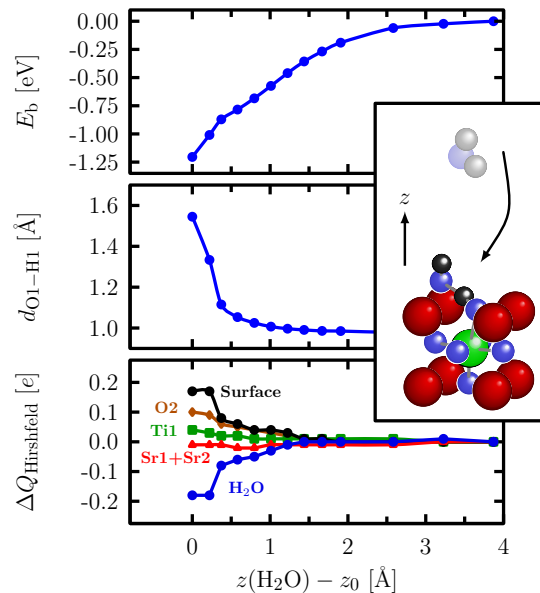 0.00
-0.25
-0.50
-0.75
-1.00
-1.25
E_b [eV]
z
1.6
1.4
1.2
1.0
d_O1−H1 [Å]
0.2
0.1
0.0
-0.1
-0.2
ΔQ_Hirshfeld [e]
Surface
O2
Ti1
Sr1+Sr2
H₂O
0 1 2 3 4
z(H₂O) − z₀ [Å]